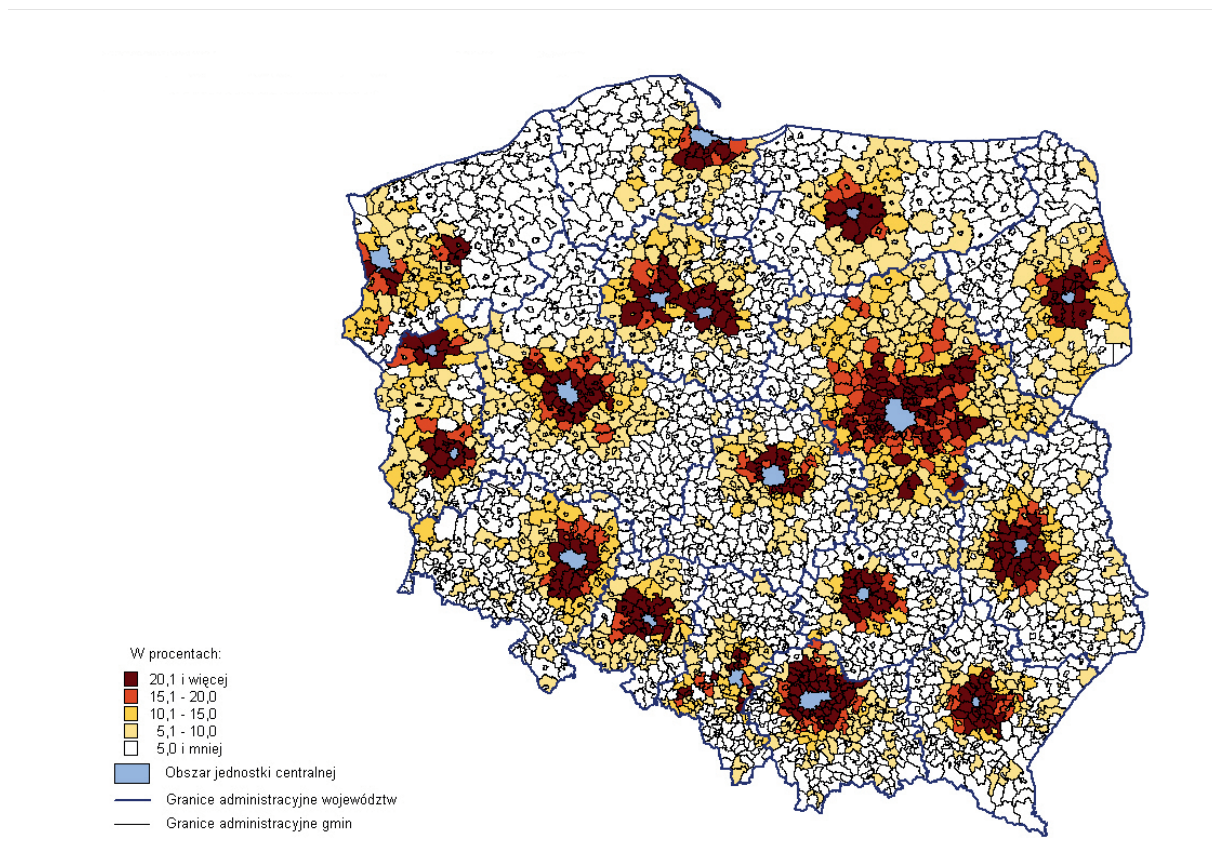 W procentach:
20,1 i więcej
15,1 - 20,0
10,1 - 15,0
5,1 - 10,0
5,0 i mniej
Obszar jednostki centralnej
Granice administracyjne województw
Granice administracyjne gmin